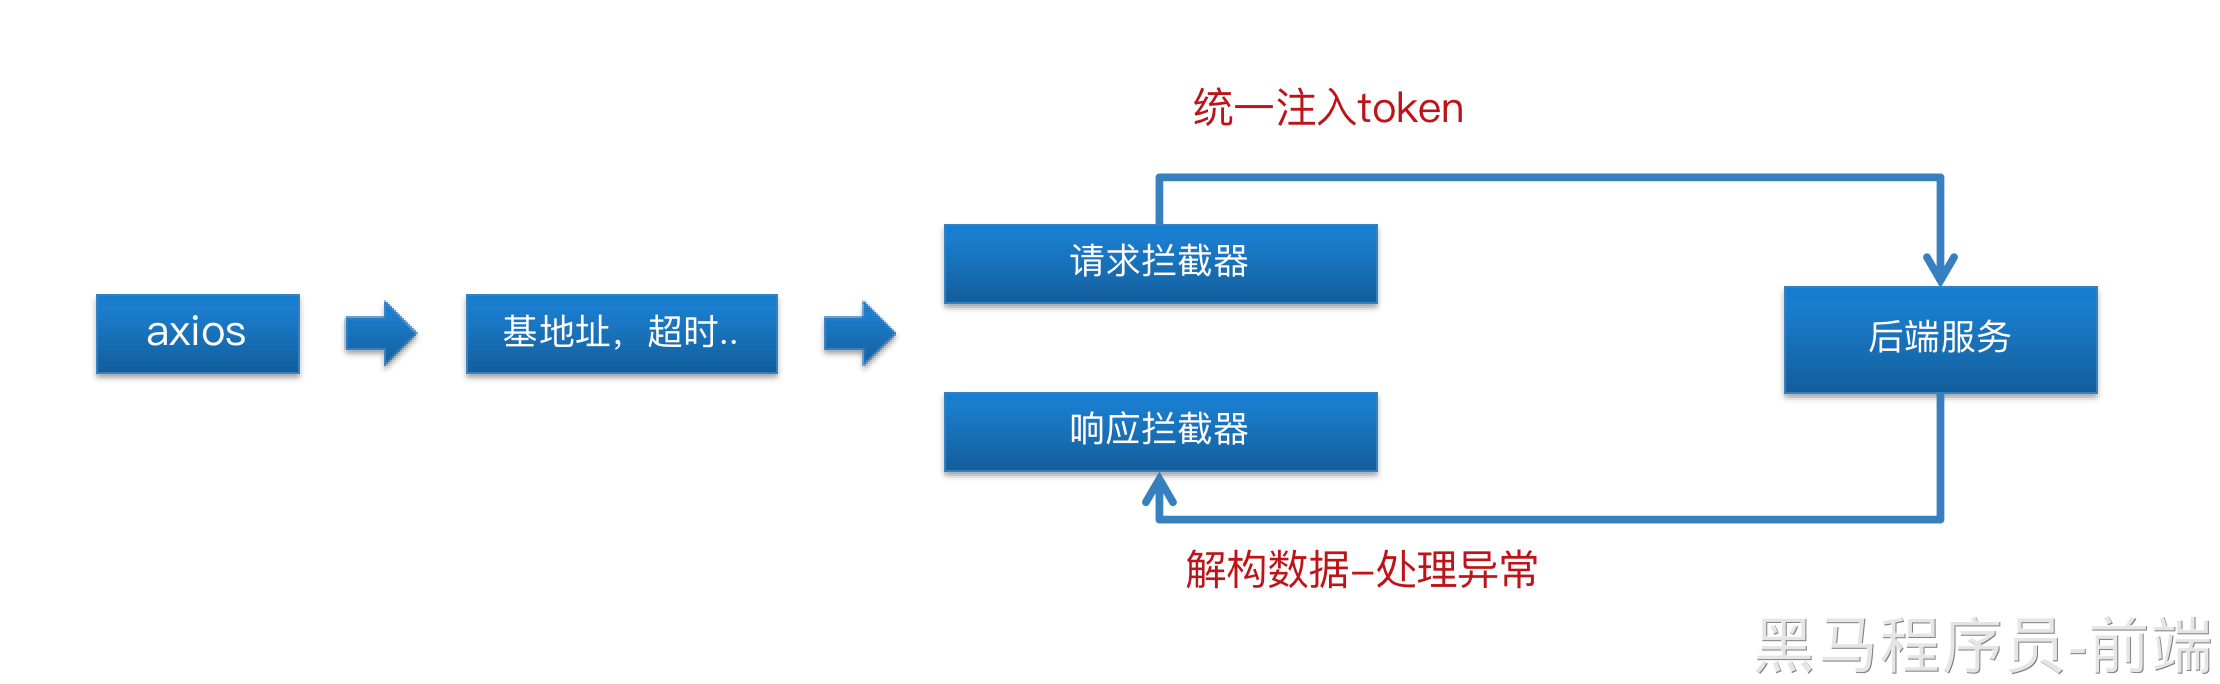 统一注入token
请求拦截器
axios
基地址，超时..
后端服务
响应拦截器
解构数据–处理异常
黑马程序员-前端